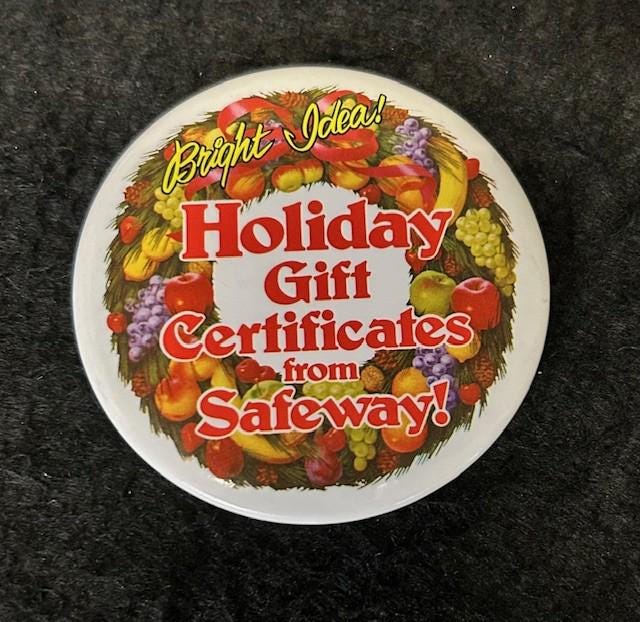 Bright Idea!
Holiday
Gift
Certificates
from
Safeway!